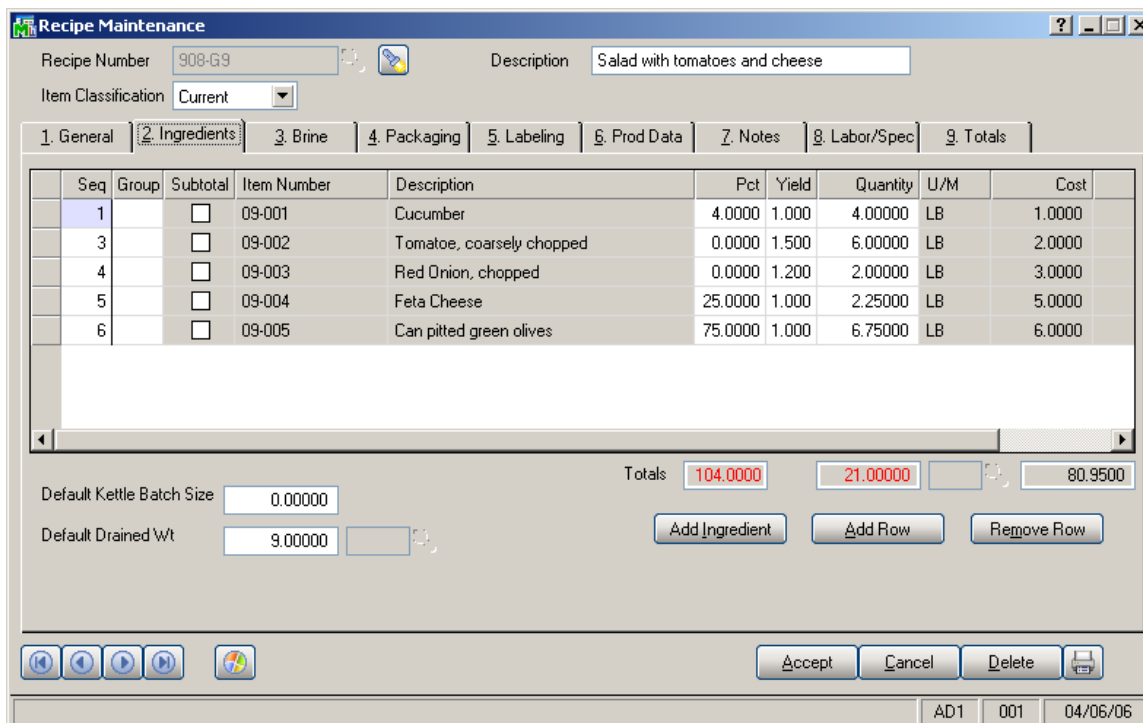 Recipe Maintenance
Recipe Number 908-G9 Description Salad with tomatoes and cheese
Item Classification Current
1. General 2. Ingredients 3. Brine 4. Packaging 5. Labeling 6. Prod Data 7. Notes 8. Labor/Spec 9. Totals
Seq Group Subtotal Item Number Description Pct Yield Quantity U/M Cost
1 09-001 Cucumber 4.0000 1.000 4.00000 LB 1.0000
3 09-002 Tomatoe, coarsely chopped 0.0000 1.500 6.00000 LB 2.0000
4 09-003 Red Onion, chopped 0.0000 1.200 2.00000 LB 3.0000
5 09-004 Feta Cheese 25.0000 1.000 2.25000 LB 5.0000
6 09-005 Can pitted green olives 75.0000 1.000 6.75000 LB 6.0000
Totals 104.0000 21.00000 80.9500
Default Kettle Batch Size 0.00000
Default Drained Wt 9.00000
Add Ingredient Add Row Remove Row
Accept Cancel Delete
AD1 001 04/06/06